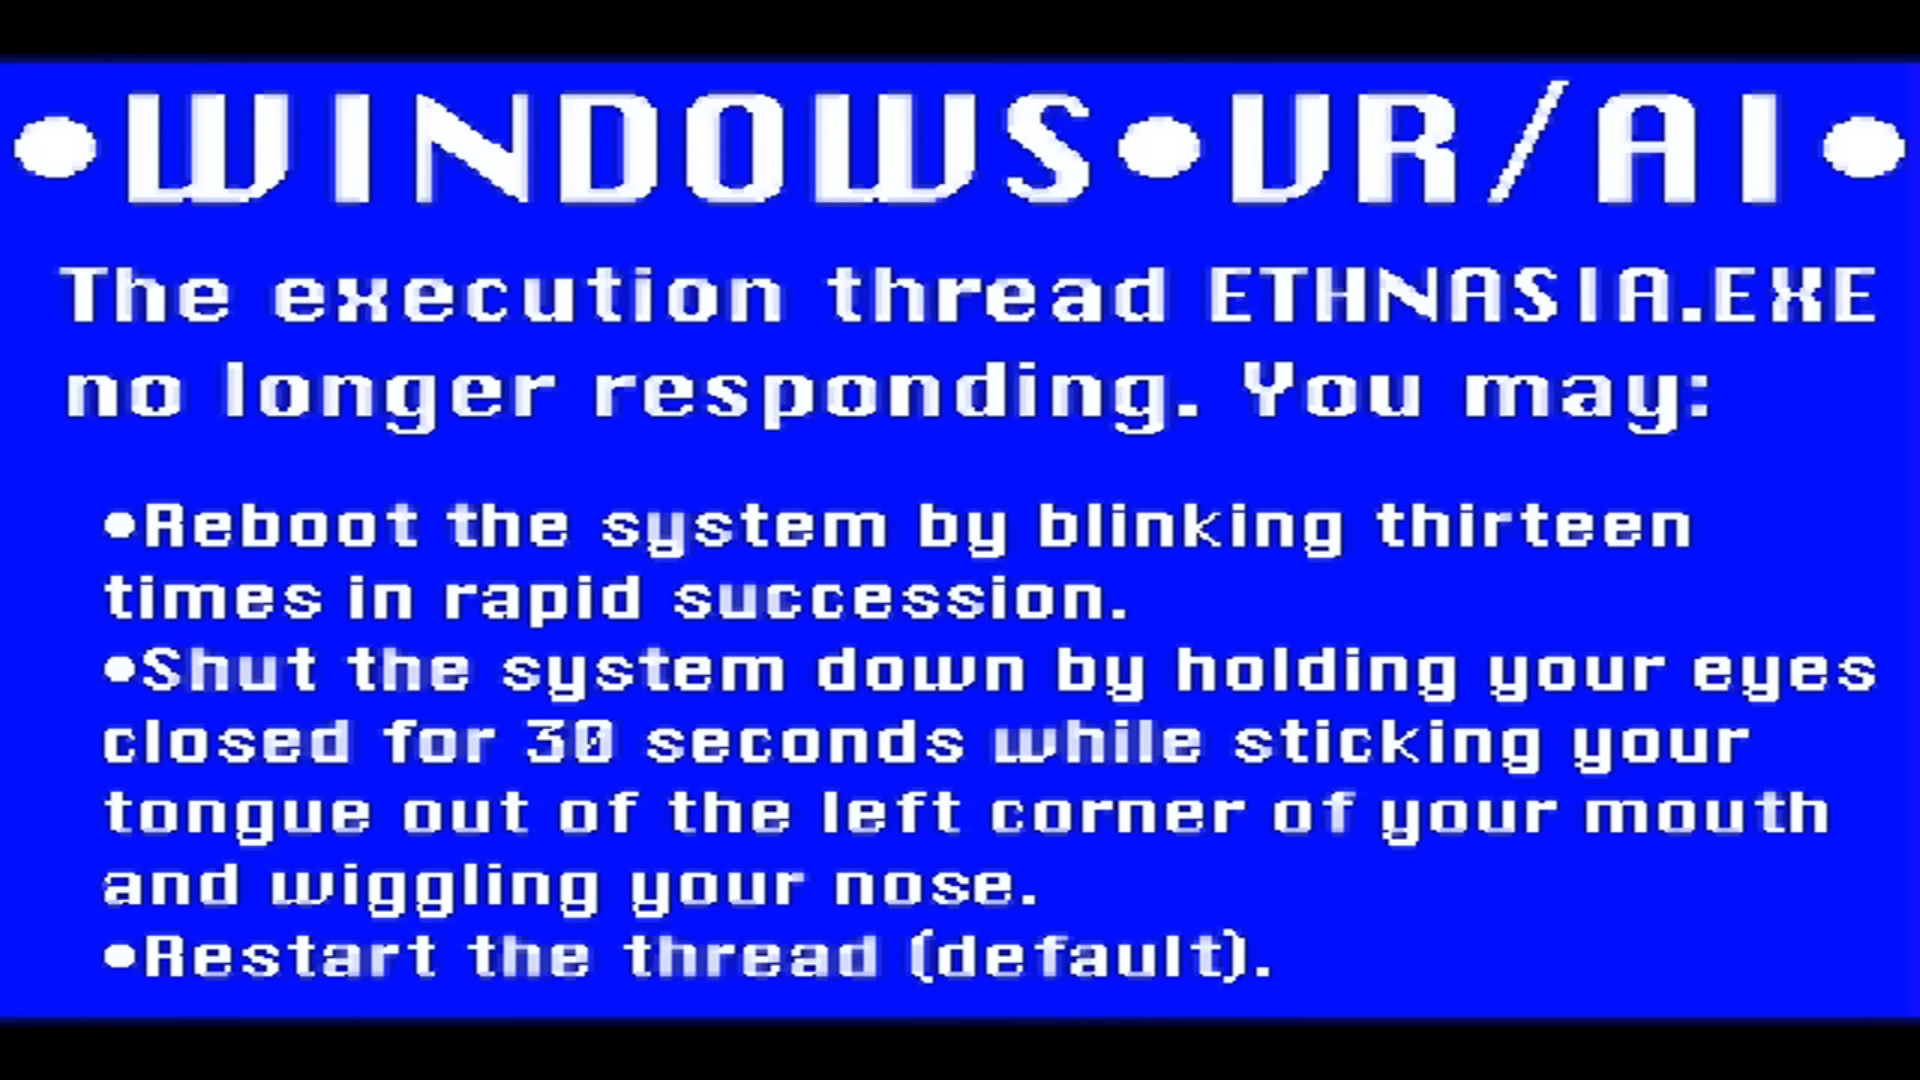 •WINDOWS•VR/AI•
The execution thread ETHNASIA.EXE
no longer responding. You may:
•Reboot the system by blinking thirteen
times in rapid succession.
•Shut the system down by holding your eyes
closed for 30 seconds while sticking your
tongue out of the left corner of your mouth
and wiggling your nose.
•Restart the thread (default).